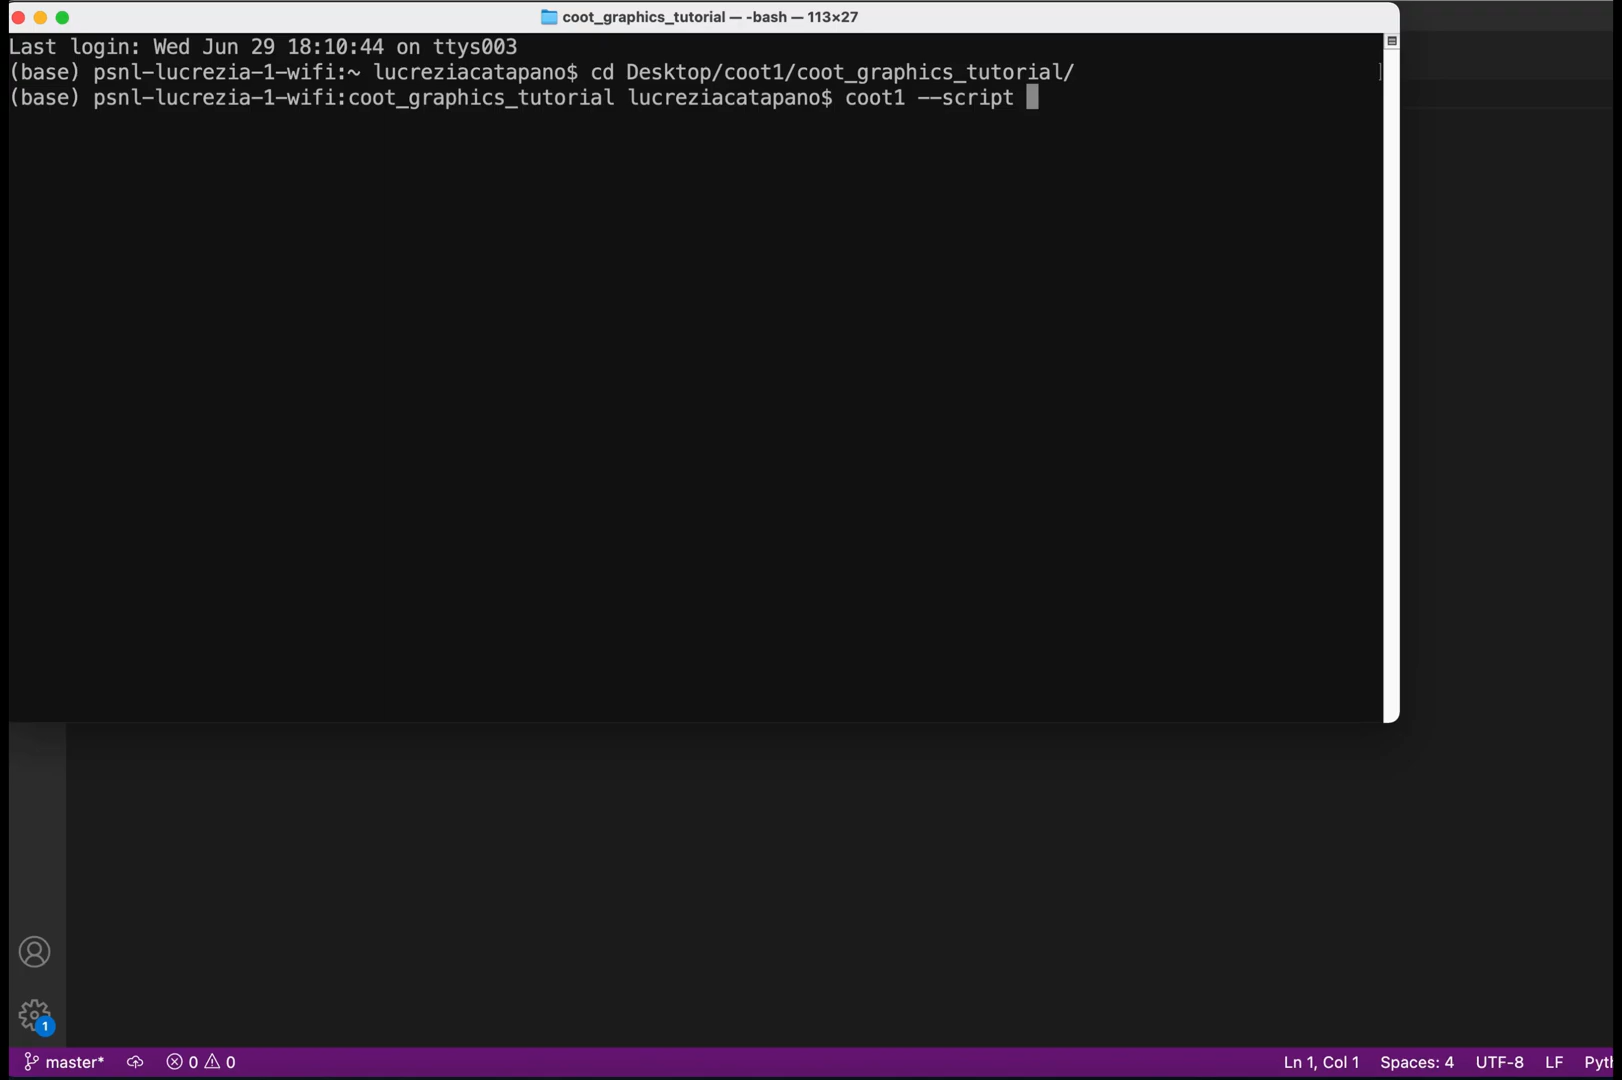 coot_graphics_tutorial — -bash — 113×27
Last login: Wed Jun 29 18:10:44 on ttys003
(base) psnl-lucrezia-1-wifi:~ lucreziacatapano$ cd Desktop/coot1/coot_graphics_tutorial/
(base) psnl-lucrezia-1-wifi:coot_graphics_tutorial lucreziacatapano$ coot1 --script
1
master* 0 0 Ln 1, Col 1 Spaces: 4 UTF-8 LF Pyth